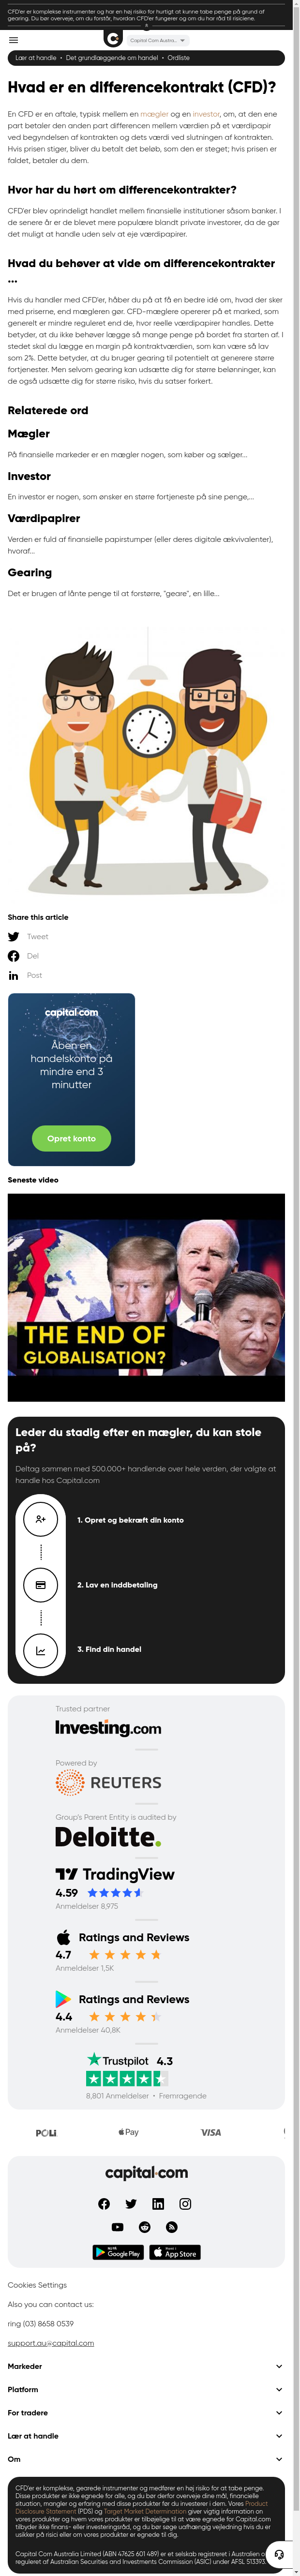 CFD'er er komplekse instrumenter og har en høj risiko for hurtigt at kunne tabe penge på grund af
gearing. Du bør overveje, om du forstår, hvordan CFD'er fungerer og om du har råd til risiciene.
Capital Com Austra...
Lær at handle • Det grundlæggende om handel • Ordliste
Hvad er en differencekontrakt (CFD)?
En CFD er en aftale, typisk mellem en mægler og en investor, om, at den ene
part betaler den anden part differencen mellem værdien på et værdipapir
ved begyndelsen af kontrakten og dets værdi ved slutningen af kontrakten.
Hvis prisen stiger, bliver du betalt det beløb, som den er steget; hvis prisen er
faldet, betaler du dem.
Hvor har du hørt om differencekontrakter?
CFD'er blev oprindeligt handlet mellem finansielle institutioner såsom banker. I
de senere år er de blevet mere populære blandt private investorer, da de gør
det muligt at handle uden selv at eje værdipapirer.
Hvad du behøver at vide om differencekontrakter
...
Hvis du handler med CFD'er, håber du på at få en bedre idé om, hvad der sker
med priserne, end mægleren gør. CFD-mæglere opererer på et marked, som
generelt er mindre reguleret end de, hvor reelle værdipapirer handles. Dette
betyder, at du ikke behøver lægge så mange penge på bordet fra starten af. I
stedet skal du lægge en margin på kontraktværdien, som kan være så lav
som 2%. Dette betyder, at du bruger gearing til potentielt at generere større
fortjenester. Men selvom gearing kan udsætte dig for større belønninger, kan
de også udsætte dig for større risiko, hvis du satser forkert.
Relaterede ord
Mægler
På finansielle markeder er en mægler nogen, som køber og sælger...
Investor
En investor er nogen, som ønsker en større fortjeneste på sine penge,...
Værdipapirer
Verden er fuld af finansielle papirstumper (eller deres digitale ækvivalenter),
hvoraf...
Gearing
Det er brugen af lånte penge til at forstørre, "geare", en lille...
Share this article
Tweet
Del
Post
capital com
Åben en
handelskonto på
mindre end 3
minutter
Opret konto
Seneste video
THE END OF
GLOBALISATION?
Leder du stadig efter en mægler, du kan stole
på?
Deltag sammen med 500.000+ handlende over hele verden, der valgte at
handle hos Capital.com
1. Opret og bekræft din konto
2. Lav en inddbetaling
3. Find din handel
Trusted partner
Investing.com
Powered by
REUTERS
Group's Parent Entity is audited by
Deloitte.
TradingView
4.59
Anmeldelser 8,975
Ratings and Reviews
4.7
Anmeldelser 1,5K
Ratings and Reviews
4.4
Anmeldelser 40,8K
Trustpilot 4.3
8,801 Anmeldelser • Fremragende
POLi
Pay
VISA
capital.com
Google Play
App Store
Cookies Settings
Also you can contact us:
ring (03) 8658 0539
support.au@capital.com
Markeder
Platform
For tradere
Lær at handle
Om
CFD'er er komplekse, gearede instrumenter og medfører en høj risiko for at tabe penge.
Disse produkter er ikke egnede for alle, og du bør derfor overveje dine mål, finansielle
situation, mangler og erfaring med disse produkter før du investerer i dem. Vores Product
Disclosure Statement (PDS) og Target Market Determination giver vigtig information om
vores produkter og hvem vores produkter er tilbejdet til. De være egnede for Capital.com
tilbyder ikke finans- eller investeringsråd, og du bør søge uafhængig vejledning hvis du er
usikker på risici eller om vores produkter er egnede til dig.
Capital Com Australia Limited (ABN 47 625 601 489) er et selskab registreret i Australien og
reguleret af Australian Securities and Investments Commission (ASIC) under AFSL 513393.